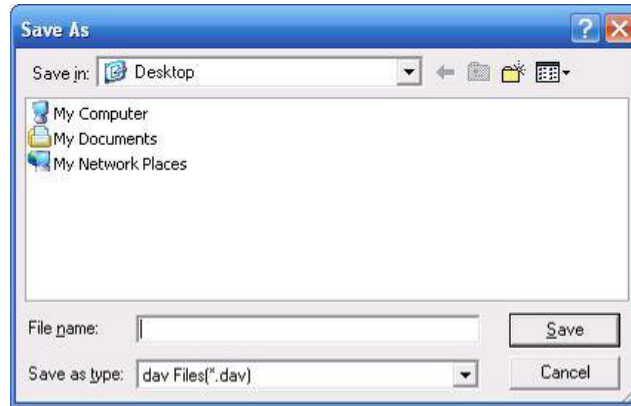 Save As
Save in: Desktop
My Computer
My Documents
My Network Places
File name:
Save
Save as type: dav Files(*.dav)
Cancel